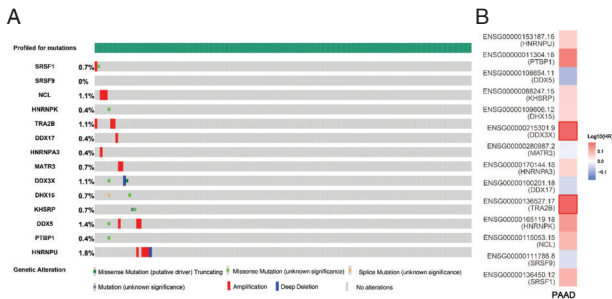 A
Profiled for mutations
SRSF1 0.7%
SRSF9 0%
NCL 1.1%
HNRNPK 0.4%
TRA2B 1.1%
DDX17 0.4%
HNRNPA3 0.4%
MATR3 0.7%
DDX3X 1.1%
DHX15 0.7%
KHSRP 0.7%
DDX5 1.4%
PTBP1 0.4%
HNRNPU 1.8%
Genetic Alteration
Missense Mutation (putative driver) Truncating
Missense Mutation (unknown significance)
Splice Mutation (unknown significance)
Mutation (unknown significance)
Amplification
Deep Deletion
No alterations
B
ENSG00000153187.16
(HNRNPU)
ENSG00000011304.16
(PTBP1)
ENSG00000108654.11
(DDX5)
ENSG00000088247.15
(KHSRP)
ENSG00000109606.12
(DHX15)
ENSG00000215301.9
(DDX3X)
ENSG00000280987.2
(MATR3)
ENSG00000170144.18
(HNRNPA3)
ENSG00000100201.18
(DDX17)
ENSG00000136527.17
(TRA2B)
ENSG00000165119.18
(HNRNPK)
ENSG00000115053.15
(NCL)
ENSG00000111786.8
(SRSF9)
ENSG00000136450.12
(SRSF1)
PAAD
Log10(HR)
0.1
0.0
−0.1